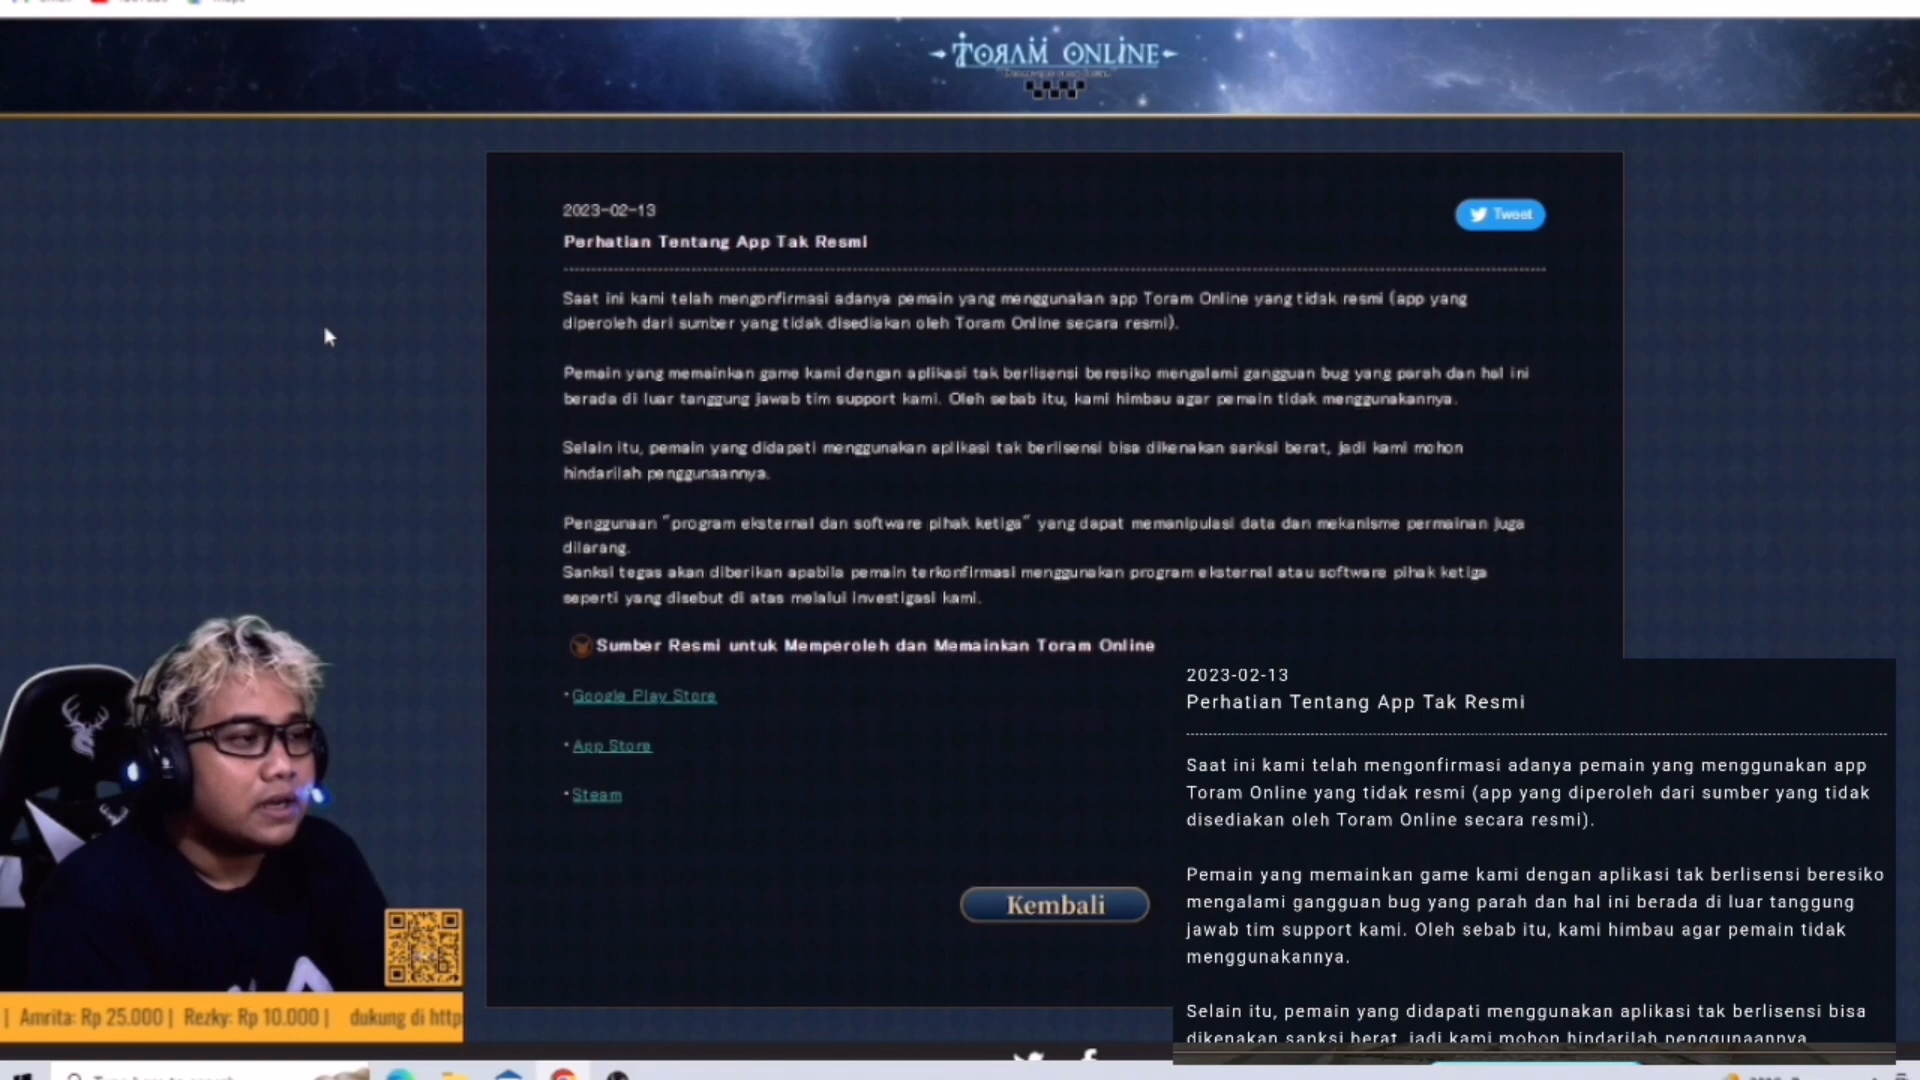 TORAM ONLINE
2023-02-13
Tweet
Perhatian Tentang App Tak Resmi
Saat ini kami telah mengonfirmasi adanya pemain yang menggunakan app Toram Online yang tidak resmi (app yang
diperoleh dari sumber yang tidak disediakan oleh Toram Online secara resmi).
Pemain yang memainkan game kami dengan aplikasi tak berlisensi beresiko mengalami gangguan bug yang parah dan hal ini
berada di luar tanggung jawab tim support kami. Oleh sebab itu, kami himbau agar pemain tidak menggunakannya.
Selain itu, pemain yang didapati menggunakan aplikasi tak berlisensi bisa dikenakan sanksi berat, jadi kami mohon
hindarilah penggunaannya.
Penggunaan "program eksternal dan software pihak ketiga" yang dapat memanipulasi data dan mekanisme permainan juga
dilarang.
Sanksi tegas akan diberikan apabila pemain terkonfirmasi menggunakan program eksternal atau software pihak ketiga
seperti yang disebut di atas melalui investigasi kami.
Sumber Resmi untuk Memperoleh dan Memainkan Toram Online
・Google Play Store
・App Store
・Steam
Kembali
2023-02-13
Perhatian Tentang App Tak Resmi
Saat ini kami telah mengonfirmasi adanya pemain yang menggunakan app
Toram Online yang tidak resmi (app yang diperoleh dari sumber yang tidak
disediakan oleh Toram Online secara resmi).
Pemain yang memainkan game kami dengan aplikasi tak berlisensi beresiko
mengalami gangguan bug yang parah dan hal ini berada di luar tanggung
jawab tim support kami. Oleh sebab itu, kami himbau agar pemain tidak
menggunakannya.
Selain itu, pemain yang didapati menggunakan aplikasi tak berlisensi bisa
dikenakan sanksi berat, jadi kami mohon hindarilah penggunaannya
| Amrita: Rp 25.000 | Rezky: Rp 10.000 | dukung di http